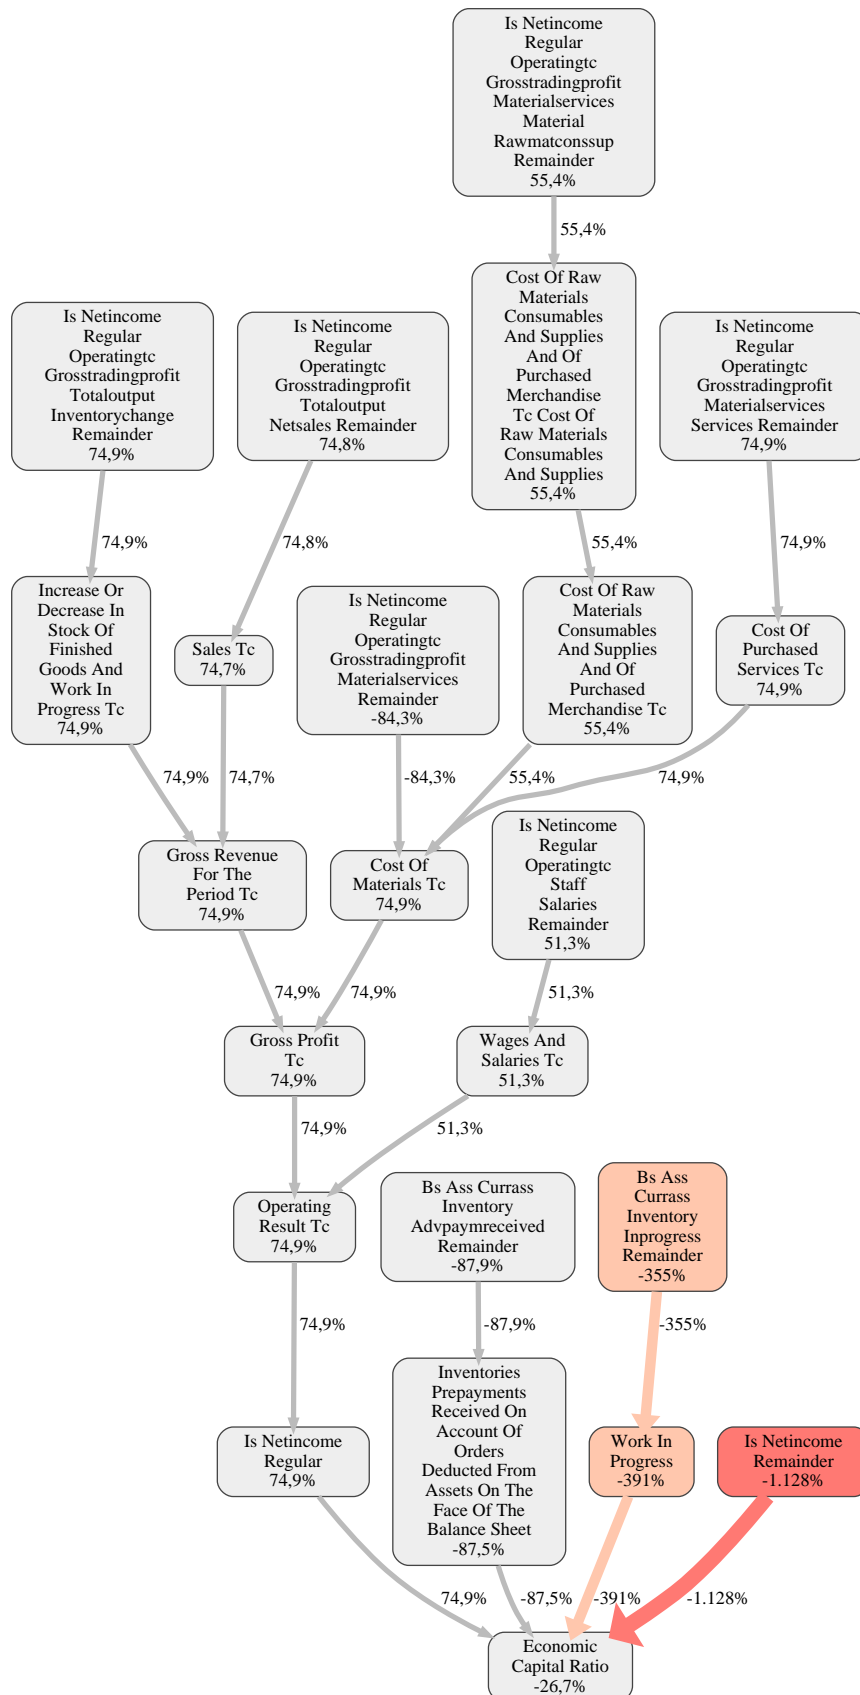 Is Netincome
Regular
Operatingtc
Grosstradingprofit
Materialservices
Material
Rawmatconssup
Remainder
55,4%
55,4%
Cost Of Raw
Materials
Consumables
And Supplies
And Of
Purchased
Merchandise
Tc Cost Of
Raw Materials
Consumables
And Supplies
55,4%
Is Netincome
Regular
Operatingtc
Grosstradingprofit
Totaloutput
Inventorychange
Remainder
74,9%
Is Netincome
Regular
Operatingtc
Grosstradingprofit
Totaloutput
Netsales Remainder
74,8%
Is Netincome
Regular
Operatingtc
Grosstradingprofit
Materialservices
Services Remainder
74,9%
74,9%
74,8%
55,4%
74,9%
Increase Or
Decrease In
Stock Of
Finished
Goods And
Work In
Progress Tc
74,9%
Sales Tc
74,7%
Is Netincome
Regular
Operatingtc
Grosstradingprofit
Materialservices
Remainder
-84,3%
Cost Of Raw
Materials
Consumables
And Supplies
And Of
Purchased
Merchandise Tc
55,4%
Cost Of
Purchased
Services Tc
74,9%
74,9%
74,7%
-84,3%
55,4%
74,9%
Gross Revenue
For The
Period Tc
74,9%
Cost Of
Materials Tc
74,9%
Is Netincome
Regular
Operatingtc
Staff
Salaries
Remainder
51,3%
74,9%
74,9%
51,3%
Gross Profit
Tc
74,9%
Wages And
Salaries Tc
51,3%
74,9%
51,3%
Operating
Result Tc
74,9%
Bs Ass Currass
Inventory
Advpaymreceived
Remainder
-87,9%
Bs Ass
Currass
Inventory
Inprogress
Remainder
-355%
74,9%
-87,9%
-355%
Is Netincome
Regular
74,9%
Inventories
Prepayments
Received On
Account Of
Orders
Deducted From
Assets On The
Face Of The
Balance Sheet
-87,5%
Work In
Progress
-391%
Is Netincome
Remainder
-1.128%
74,9%
-87,5%
-391%
-1.128%
Economic
Capital Ratio
-26,7%